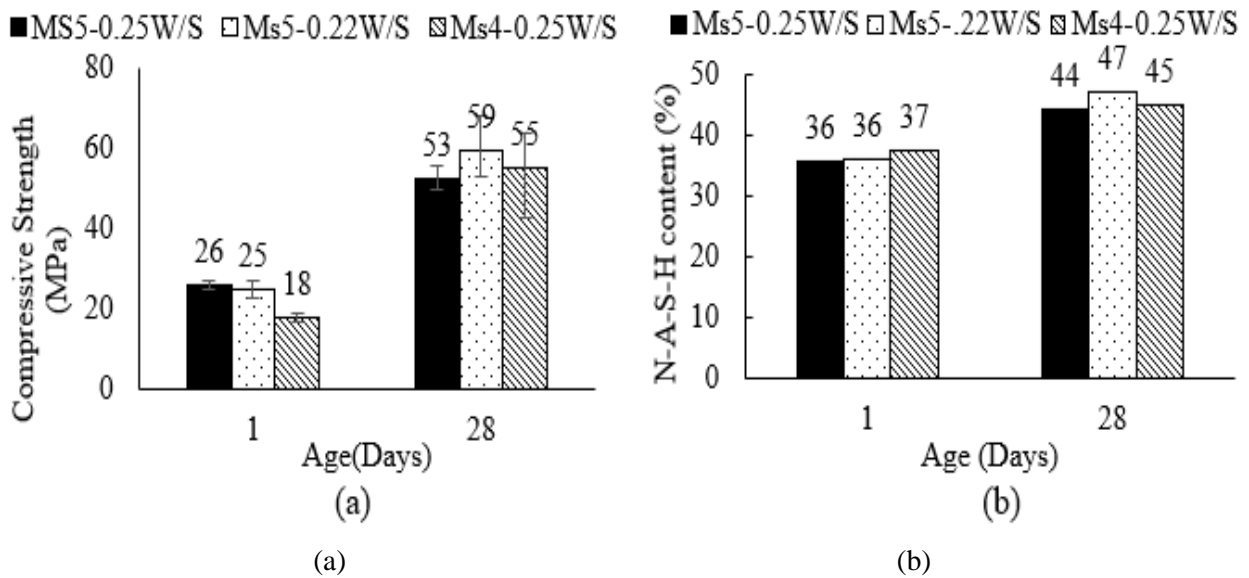 MS5-0.25W/S Ms5-0.22W/S Ms4-0.25W/S
80
60
40
20
0
Compressive Strength
(MPa)
26
25
18
53
59
55
1
28
Age(Days)
(a)
Ms5-0.25W/S Ms5-.22W/S Ms4-0.25W/S
50
40
30
20
10
0
N-A-S-H content (%)
36
36
37
44
47
45
1
28
Age (Days)
(b)
(a)
(b)